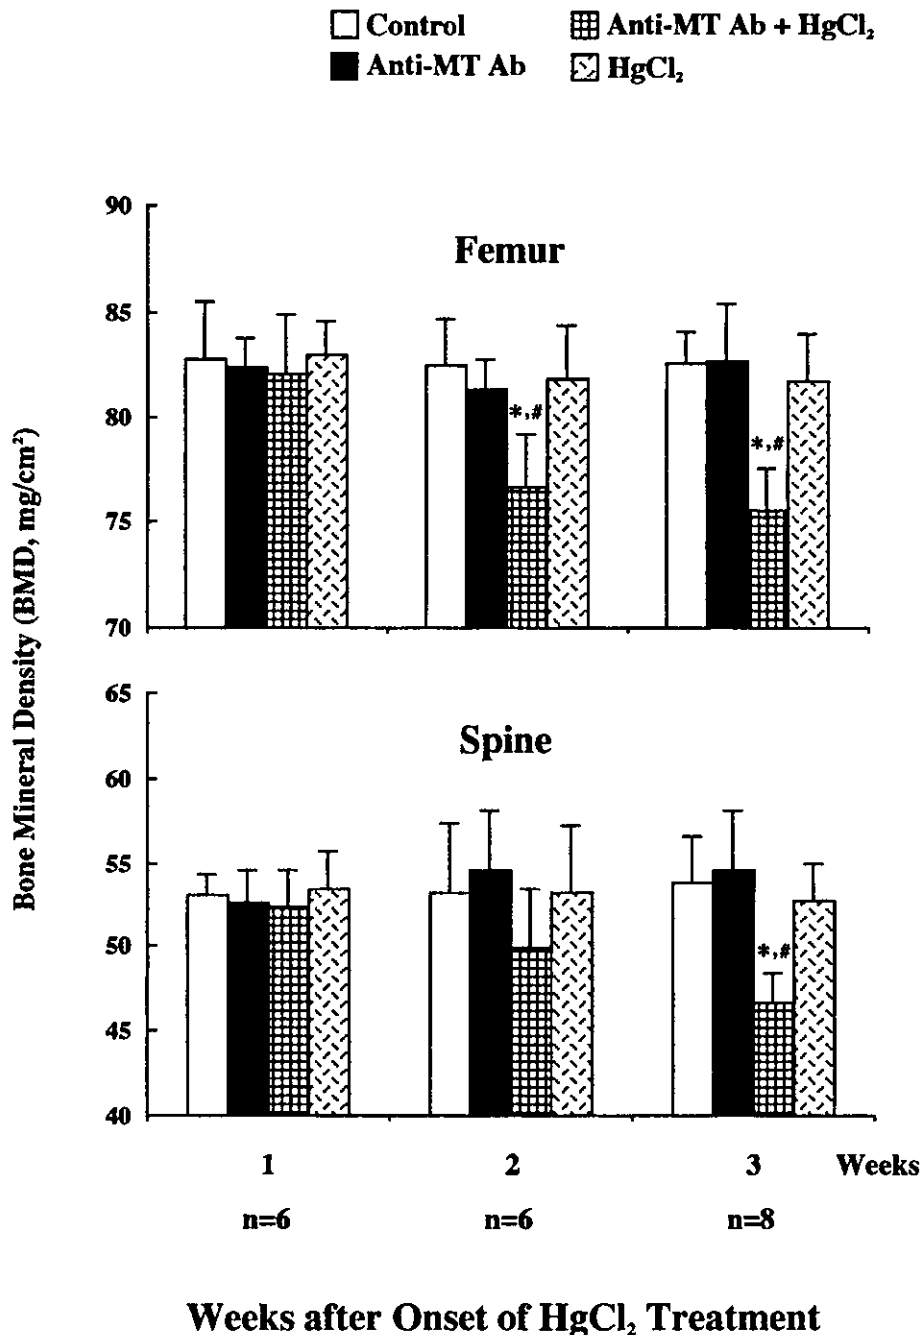 Control
Anti-MT Ab + HgCl₂
Anti-MT Ab
HgCl₂
Bone Mineral Density (BMD, mg/cm²)
90
85
80
75
70
Femur
*,#
*,#
65
60
55
50
45
40
Spine
*,#
1 2 3 Weeks
n=6 n=6 n=8
Weeks after Onset of HgCl₂ Treatment